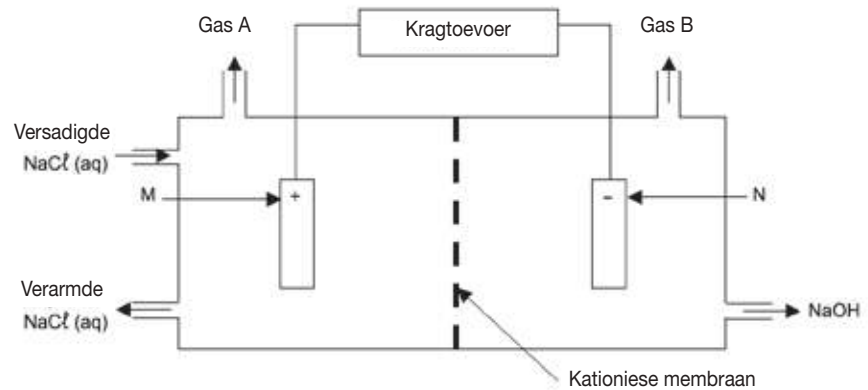 Gas A
Kragtoevoer
Gas B
Versadigde
NaCℓ (aq)
M
+
−
N
Verarmde
NaCℓ (aq)
NaOH
Kationiese membraan